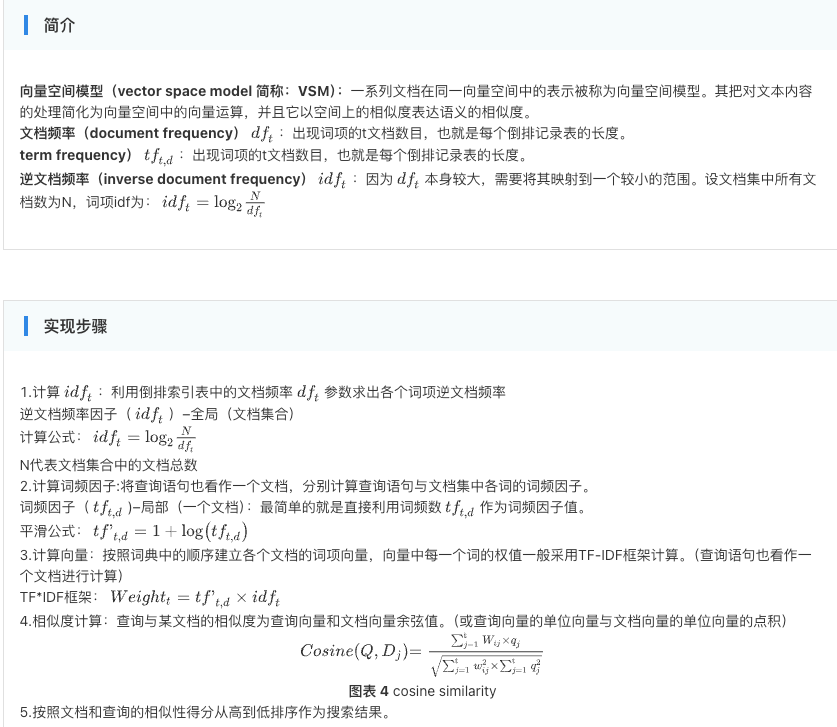 简介
向量空间模型（vector space model 简称：VSM）：一系列文档在同一向量空间中的表示被称为向量空间模型。其把对文本内容
的处理简化为向量空间中的向量运算，并且它以空间上的相似度表达语义的相似度。
文档频率（document frequency） df_t ：出现词项的t文档数目，也就是每个倒排记录表的长度。
term frequency） tf_{t,d} ：出现词项的t文档数目，也就是每个倒排记录表的长度。
逆文档频率（inverse document frequency） idf_t ：因为 df_t 本身较大，需要将其映射到一个较小的范围。设文档集中所有文
档数为N，词项idf为： idf_t = log_2 \frac{N}{df_t}
实现步骤
1.计算 idf_t ：利用倒排索引表中的文档频率 df_t 参数求出各个词项逆文档频率
逆文档频率因子（ idf_t ）–全局（文档集合）
计算公式： idf_t = log_2 \frac{N}{df_t}
N代表文档集合中的文档总数
2.计算词频因子:将查询语句也看作一个文档，分别计算查询语句与文档集中各词的词频因子。
词频因子（ tf_{t,d} )–局部（一个文档）：最简单的就是直接利用词频数 tf_{t,d} 作为词频因子值。
平滑公式： tf'_{t,d} = 1 + log(tf_{t,d})
3.计算向量：按照词典中的顺序建立各个文档的词项向量，向量中每一个词的权值一般采用TF-IDF框架计算。（查询语句也看作一
个文档进行计算）
TF*IDF框架： Weight_t = tf'_{t,d} × idf_t
4.相似度计算：查询与某文档的相似度为查询向量和文档向量余弦值。（或查询向量的单位向量与文档向量的单位向量的点积）
Cosine(Q, D_j) = \frac{\sum_{j-1}^{t} W_{ij} × q_j}{\sqrt{\sum_{j=1}^{t} w_{ij}^2 × \sum_{j=1}^{t} q_j^2}}
图表 4 cosine similarity
5.按照文档和查询的相似性得分从高到低排序作为搜索结果。